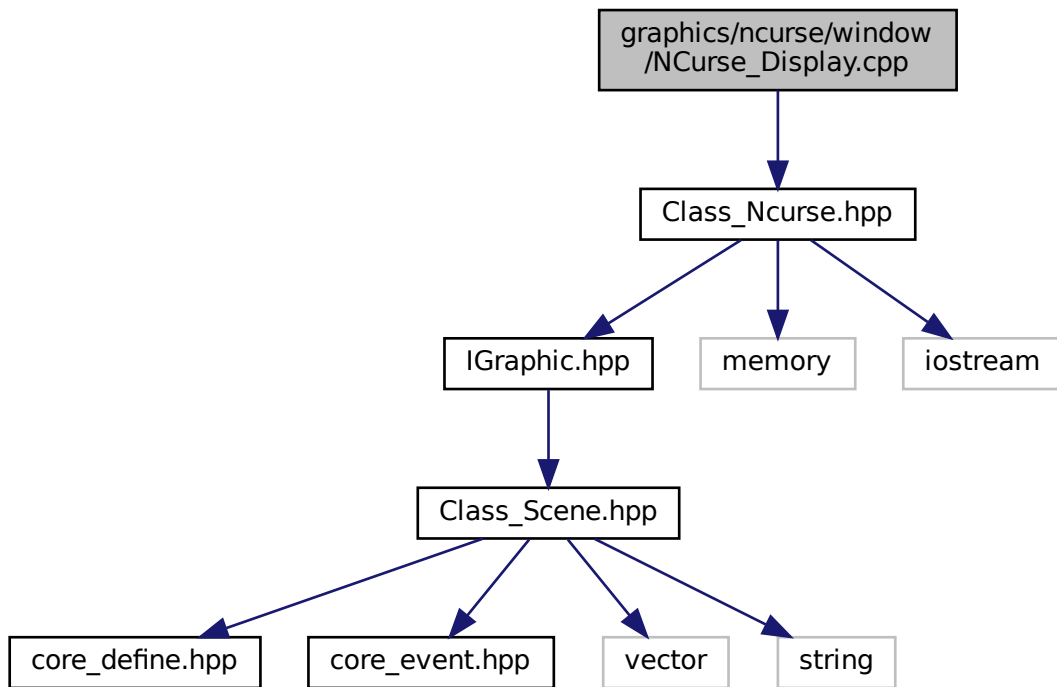 graphics/ncurse/window
/NCurse_Display.cpp
Class_Ncurse.hpp
IGraphic.hpp
memory
iostream
Class_Scene.hpp
core_define.hpp
core_event.hpp
vector
string